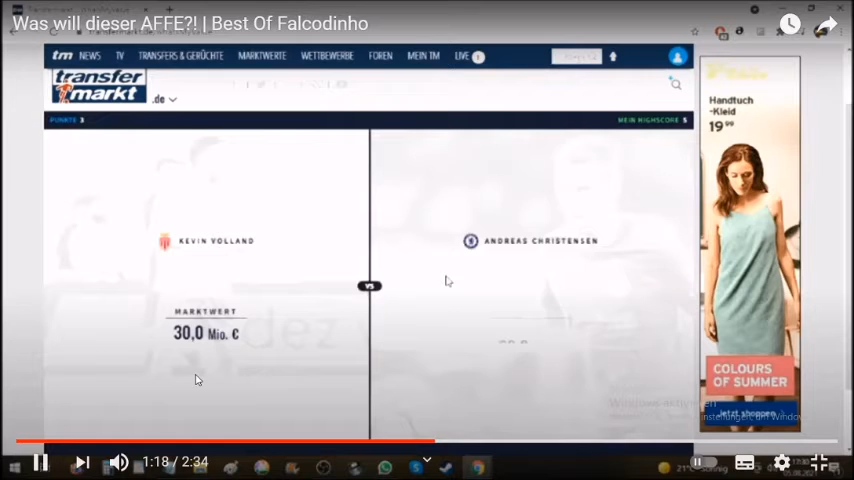 Was will dieser AFFE?! | Best Of Falcodinho
tm NEWS TV TRANSFERS & GERÜCHTE MARKTWERTE WETTBEWERBE FOREN MEIN TM LIVE
transfer
markt .de
PUNKTE 3 MEIN HIGHSCORE 5
Handtuch
-Kleid
19 99
KEVIN VOLLAND
ANDREAS CHRISTENSEN
VS
MARKTWERT
30,0 Mio. €
COLOURS
OF SUMMER
Jetzt shoppen
1:18 / 2:34
21°C Sonnig